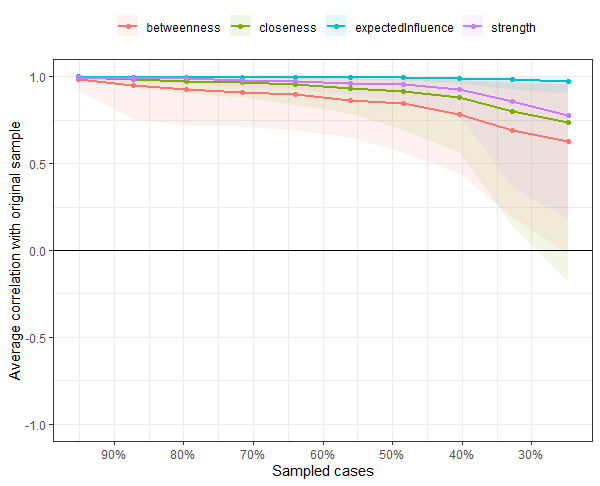 betweenness closeness expectedInfluence strength
Average correlation with original sample
1.0
0.5
0.0
-0.5
-1.0
90% 80% 70% 60% 50% 40% 30%
Sampled cases